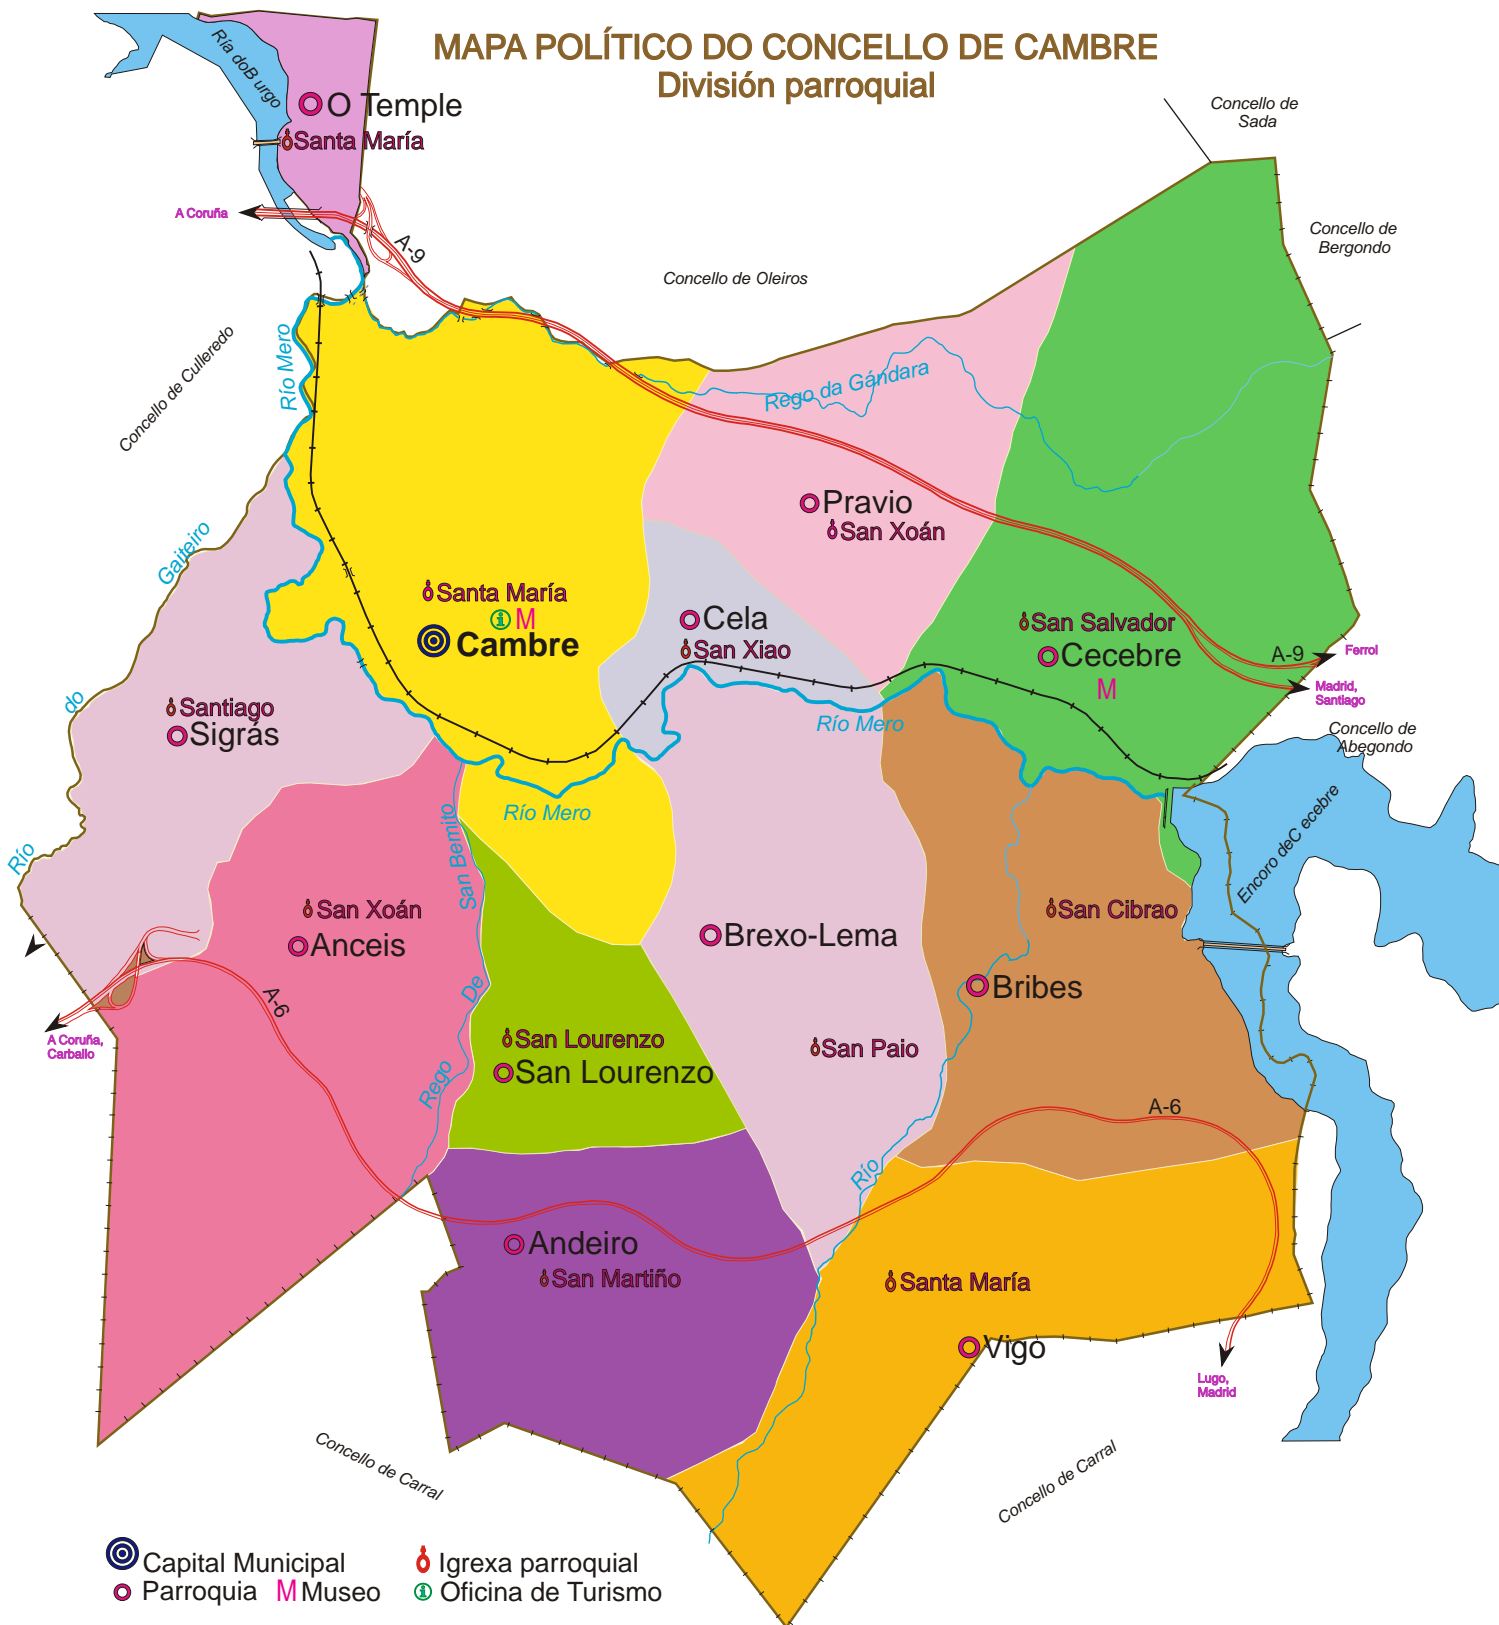 MAPA POLÍTICO DO CONCELLO DE CAMBRE
División parroquial
Ría doB urgo
O Temple
Santa María
A Coruña
A-9
Concello de
Sada
Concello de
Bergondo
Concello de Oleiros
Concello de Culleredo
Río Mero
Rego da Gándara
Pravio
San Xoán
Gaiteiro
do
Río
Santa María
M
Cambre
Cela
San Xiao
San Salvador
Cecebre
M
A-9
Ferrol
Madrid,
Santiago
Concello de
Abegondo
Santiago
Sigrás
Río Mero
Río Mero
San Bemito
De
Rego
Encoro deC ecebre
San Xoán
Anceis
Brexo-Lema
San Cibrao
Bribes
A-6
A Coruña,
Carballo
San Lourenzo
San Lourenzo
San Paio
A-6
Río
Andeiro
San Martiño
Santa María
Vigo
Lugo,
Madrid
Concello de Carral
Concello de Carral
Capital Municipal
Igrexa parroquial
Parroquia M Museo
Oficina de Turismo